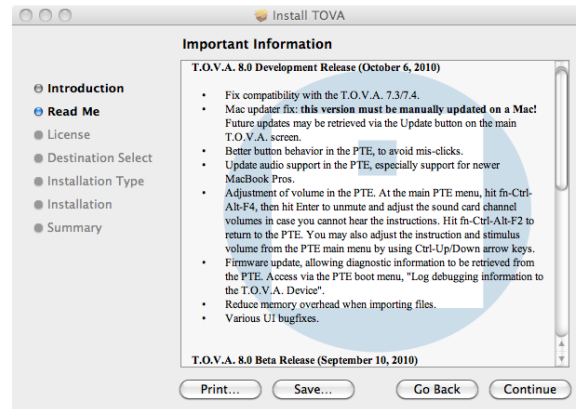 Install TOVA
Important Information
Introduction
Read Me
License
Destination Select
Installation Type
Installation
Summary
T.O.V.A. 8.0 Development Release (October 6, 2010)
• Fix compatibility with the T.O.V.A. 7.3/7.4.
• Mac updater fix: this version must be manually updated on a Mac!
Future updates may be retrieved via the Update button on the main
T.O.V.A. screen.
• Better button behavior in the PTE, to avoid mis-clicks.
• Update audio support in the PTE, especially support for newer
MacBook Pros.
• Adjustment of volume in the PTE. At the main PTE menu, hit fn-Ctrl-
Alt-F4, then hit Enter to unmute and adjust the sound card channel
volumes in case you cannot hear the instructions. Hit fn-Ctrl-Alt-F2 to
return to the PTE. You may also adjust the instruction and stimulus
volume from the PTE main menu by using Ctrl-Up/Down arrow keys.
• Firmware update, allowing diagnostic information to be retrieved from
the PTE. Access via the PTE boot menu, "Log debugging information to
the T.O.V.A. Device".
• Reduce memory overhead when importing files.
• Various UI bugfixes.
T.O.V.A. 8.0 Beta Release (September 10, 2010)
Print... Save... Go Back Continue